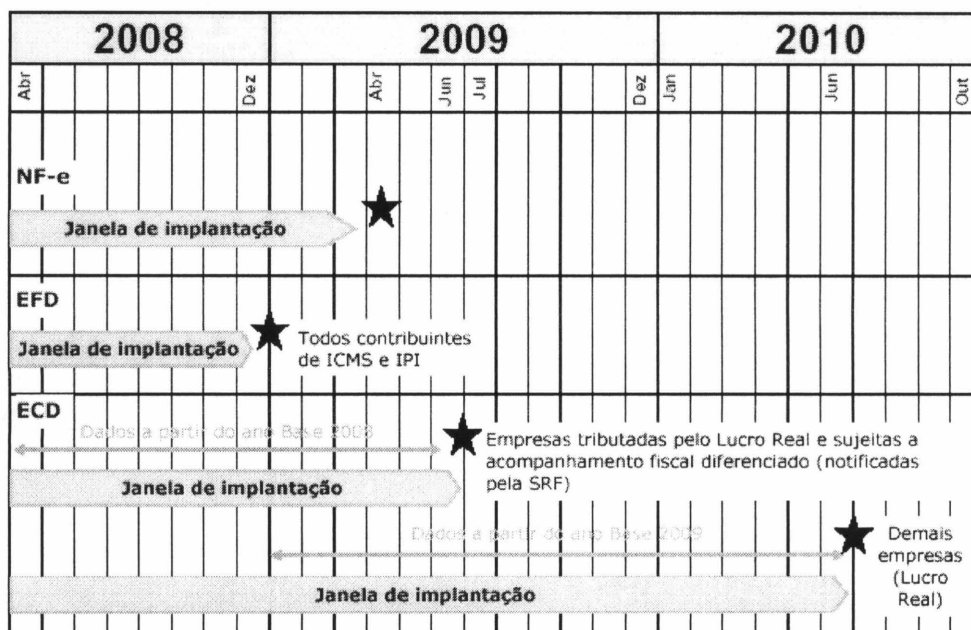 2008 2009 2010
Abr Dez Abr Jun Jul Dez Jan Jun Out
NF-e
Janela de implantação
EFD
Janela de implantação
Todos contribuintes
de ICMS e IPI
ECD
Dados a partir do ano Base 2008
Empresas tributadas pelo Lucro Real e sujeitas a
acompanhamento fiscal diferenciado (notificadas
pela SRF)
Janela de implantação
Dados a partir do ano Base 2009
Demais
empresas
(Lucro
Real)
Janela de implantação